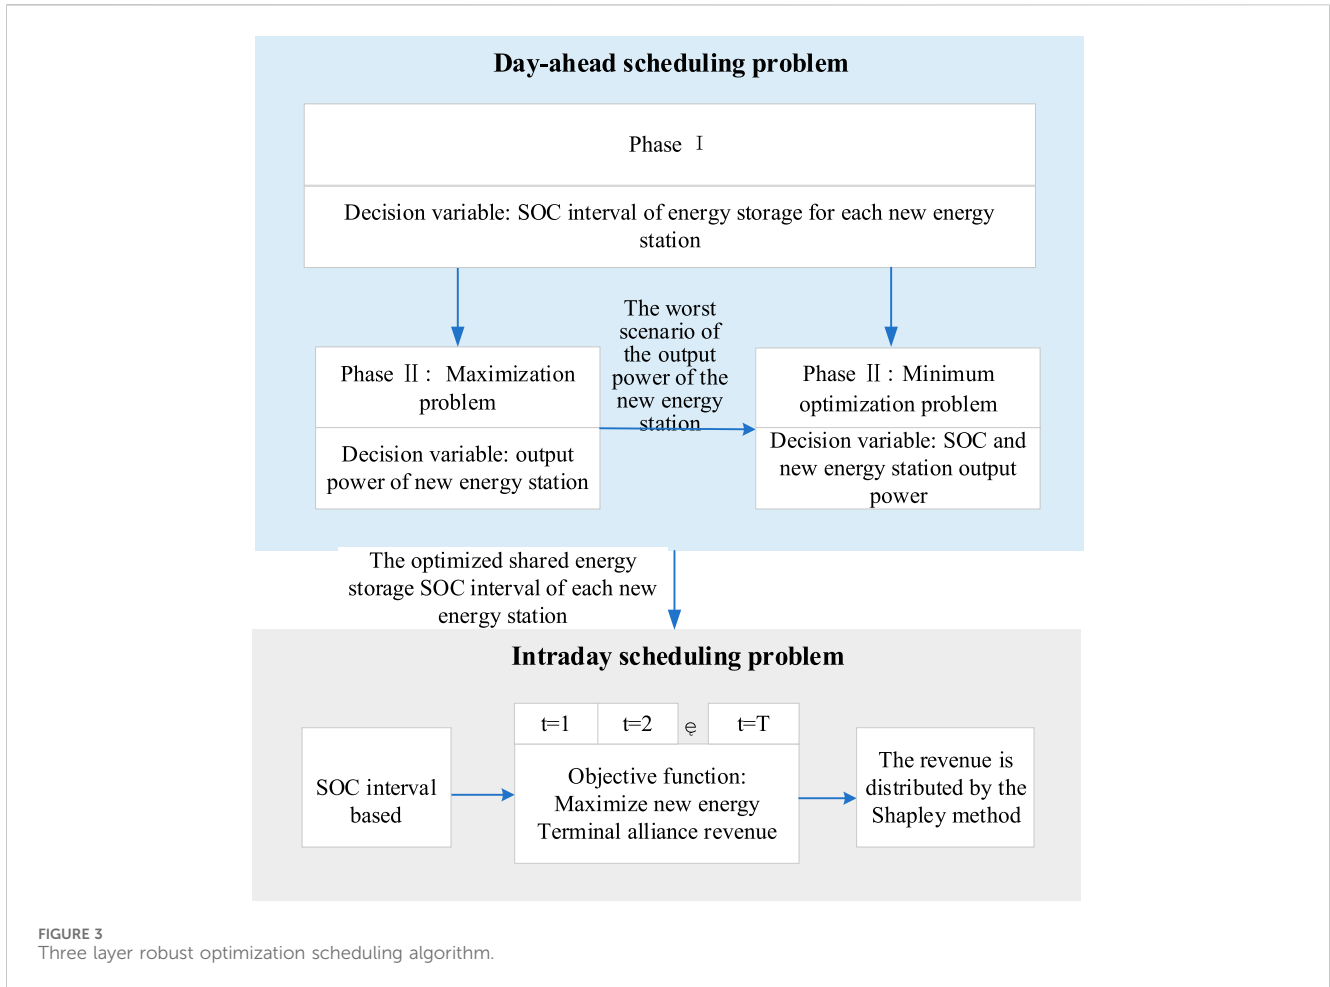 Day-ahead scheduling problem
Phase Ⅰ
Decision variable: SOC interval of energy storage for each new energy
station
The worst
scenario of
the output
power of the
new energy
station
Phase Ⅱ: Maximization
problem
Decision variable: output
power of new energy station
Phase Ⅱ: Minimum
optimization problem
Decision variable: SOC and
new energy station output
power
The optimized shared energy
storage SOC interval of each new
energy station
Intraday scheduling problem
SOC interval
based
t=1 t=2 t=T
Objective function:
Maximize new energy
Terminal alliance revenue
The revenue is
distributed by the
Shapley method
FIGURE 3
Three layer robust optimization scheduling algorithm.